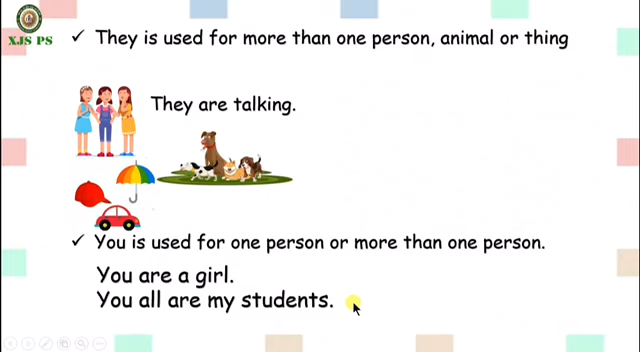 XJS PS
✓ They is used for more than one person, animal or thing
They are talking.
✓ You is used for one person or more than one person.
You are a girl.
You all are my students.